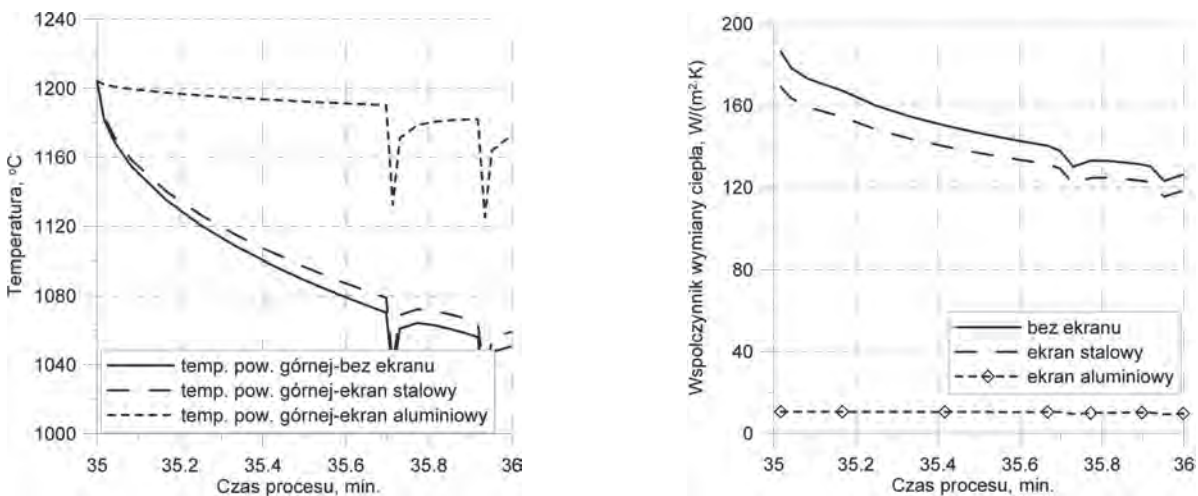 1240
1200
1160
1120
1080
1040
1000
Temperatura, ºC
temp. pow. górnej-bez ekranu
temp. pow. górnej-ekran stalowy
temp. pow. górnej-ekran aluminiowy
35
35.2
35.4
35.6
35.8
36
Czas procesu, min.
200
160
120
80
40
0
Wspolczynnik wymiany ciepła, W/(m²·K)
bez ekranu
ekran stalowy
ekran aluminiowy
35
35.2
35.4
35.6
35.8
36
Czas procesu, min.